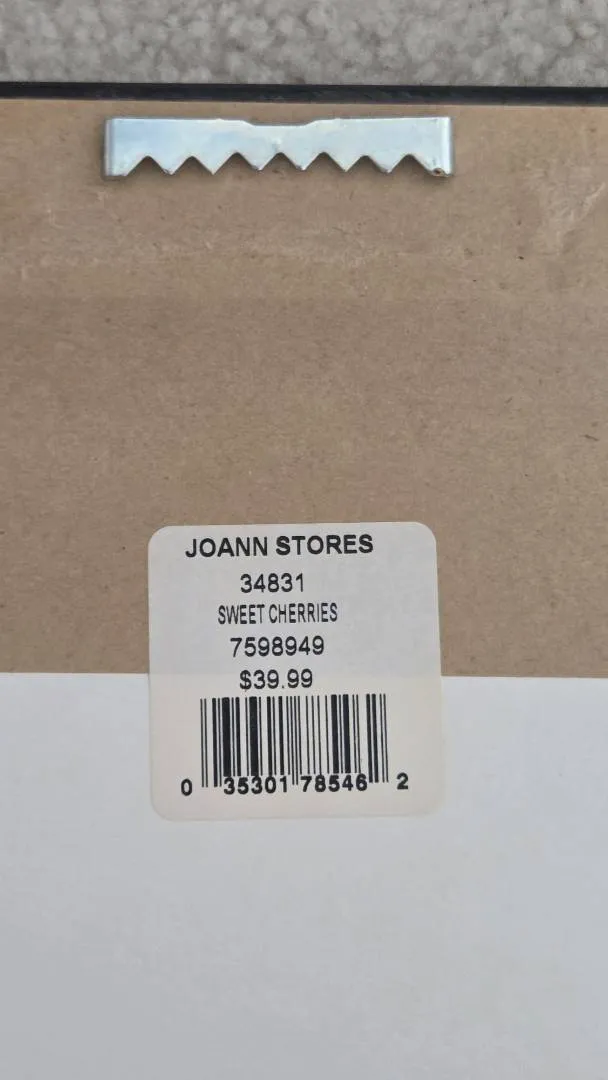 JOANN STORES
34831
SWEET CHERRIES
7598949
$39.99
0 35301 78546 2